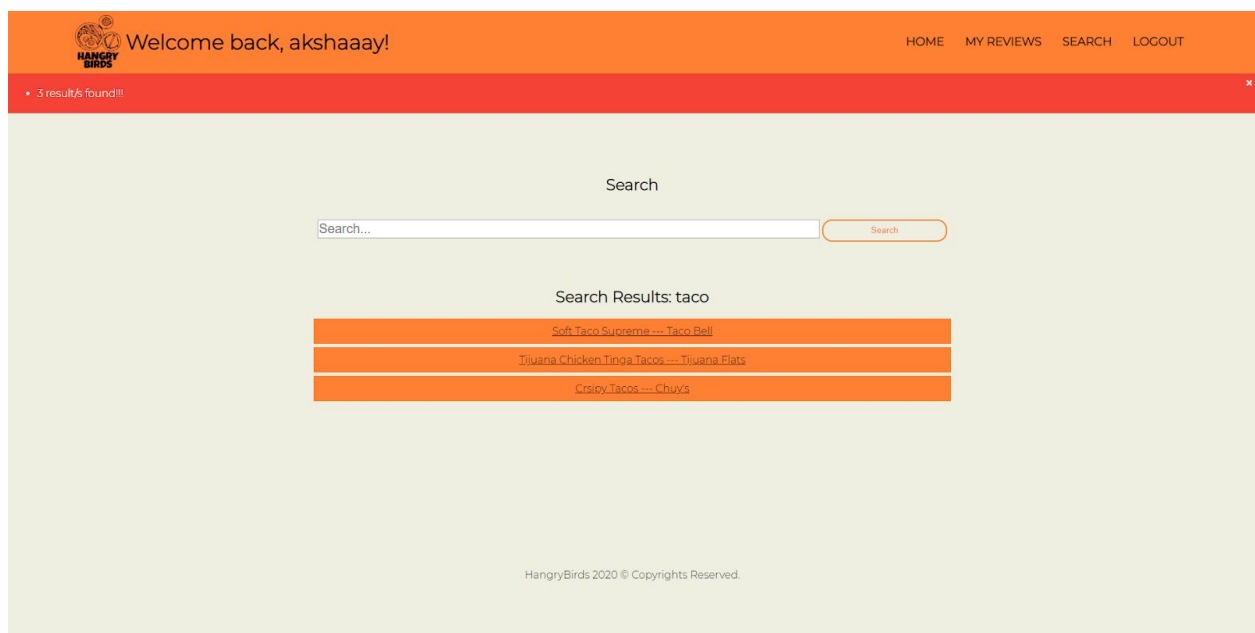 HANGRY
BIRDS
Welcome back, akshaaay!
HOME MY REVIEWS SEARCH LOGOUT
• 3 result/s found!!!
×
Search
Search...
Search
Search Results: taco
Soft Taco Supreme --- Taco Bell
Tijuana Chicken Tinga Tacos --- Tijuana Flats
Crsipy Tacos --- Chuy's
HangryBirds 2020 © Copyrights Reserved.